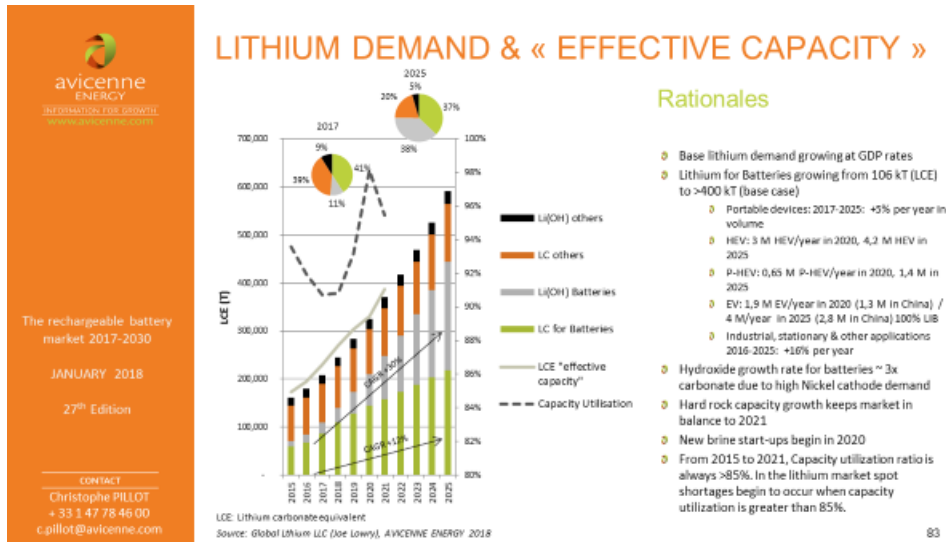 avicenne
ENERGY
INFORMATION FOR GROWTH
www.avicenne.com
The rechargeable battery
market 2017-2030
JANUARY 2018
27th Edition
CONTACT
Christophe PILLOT
+ 33 1 47 78 46 00
c.pillot@avicenne.com
LITHIUM DEMAND & « EFFECTIVE CAPACITY »
2025
5%
20%
37%
38%
2017
9%
41%
39%
11%
700,000
600,000
500,000
400,000
300,000
200,000
100,000
-
LCE (T)
100%
98%
96%
94%
92%
90%
88%
86%
84%
82%
80%
CAGR +30%
CAGR +12%
2015
2016
2017
2018
2019
2020
2021
2022
2023
2024
2025
Li(OH) others
LC others
Li(OH) Batteries
LC for Batteries
LCE "effective
capacity"
Capacity Utilisation
LCE: Lithium carbonate equivalent
Source: Global Lthium LLC (Joe Lowry), AVICENNE ENERGY 2018
Rationales
Base lithium demand growing at GDP rates
Lithium for Batteries growing from 106 kT (LCE)
to >400 kT (base case)
Portable devices: 2017-2025: +5% per year in
volume
HEV: 3 M HEV/year in 2020, 4,2 M HEV in
2025
P-HEV: 0,65 M P-HEV/year in 2020, 1,4 M in
2025
EV: 1,9 M EV/year in 2020 (1,3 M in China) /
4 M/year in 2025 (2,8 M in China) 100% LIB
Industrial, stationary & other applications
2016-2025: +16% per year
Hydroxide growth rate for batteries ~ 3x
carbonate due to high Nickel cathode demand
Hard rock capacity growth keeps market in
balance to 2021
New brine start-ups begin in 2020
From 2015 to 2021, Capacity utilization ratio is
always >85%. In the lithium market spot
shortages begin to occur when capacity
utilization is greater than 85%.
83